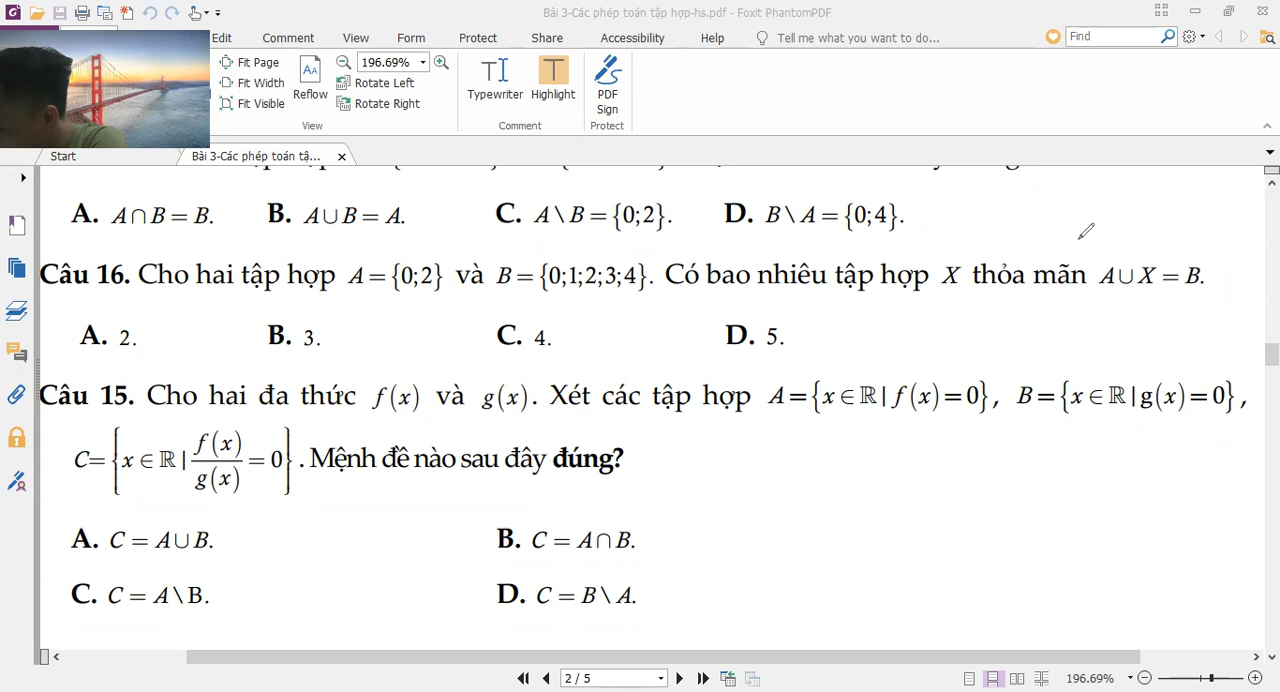 Bài 3-Các phép toán tập hợp-hs.pdf - Foxit PhantomPDF
Edit Comment View Form Protect Share Accessibility Help Tell me what you want to do... Find
Fit Page 196.69%
Fit Width Rotate Left
Fit Visible Reflow Rotate Right Typewriter Highlight PDF Sign
View Comment Protect
Start Bài 3-Các phép toán tậ...
A. A∩B = B. B. A∪B = A. C. A \ B = {0;2}. D. B \ A = {0;4}.
Câu 16. Cho hai tập hợp A = {0;2} và B = {0;1;2;3;4}. Có bao nhiêu tập hợp X thỏa mãn A∪X = B.
A. 2. B. 3. C. 4. D. 5.
Câu 15. Cho hai đa thức f(x) và g(x). Xét các tập hợp A = {x∈ℝ | f(x) = 0}, B = {x∈ℝ | g(x) = 0},
C= {x∈ℝ | f(x)/g(x) = 0}. Mệnh đề nào sau đây đúng?
A. C = A∪B. B. C = A∩B.
C. C = A \ B. D. C = B \ A.
2 / 5 196.69%